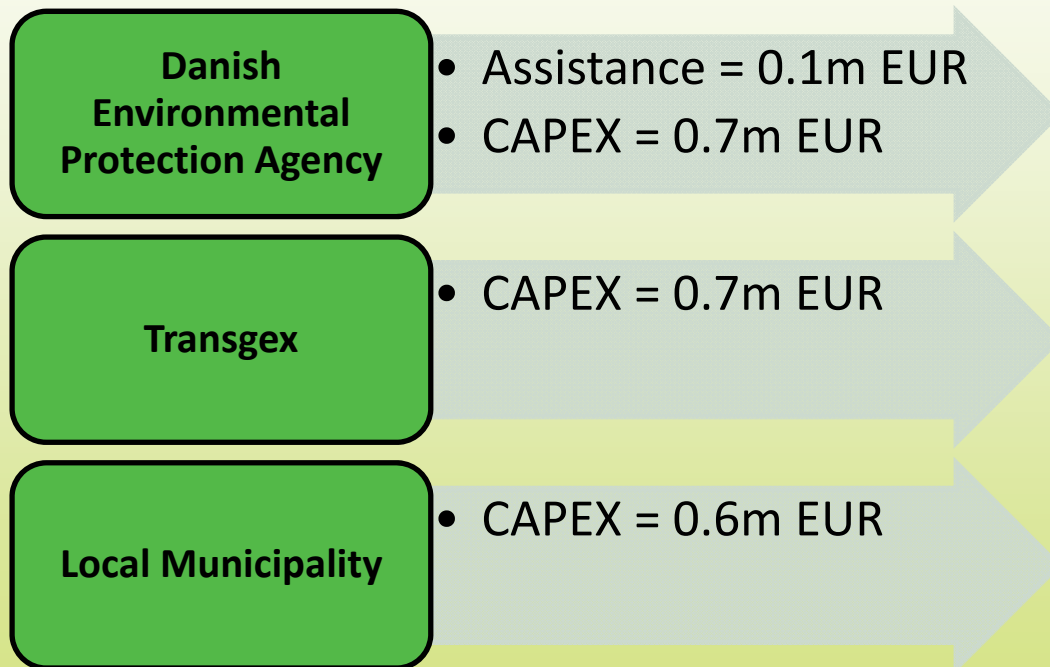 Danish
Environmental
Protection Agency
• Assistance = 0.1m EUR
• CAPEX = 0.7m EUR
Transgex
• CAPEX = 0.7m EUR
Local Municipality
• CAPEX = 0.6m EUR